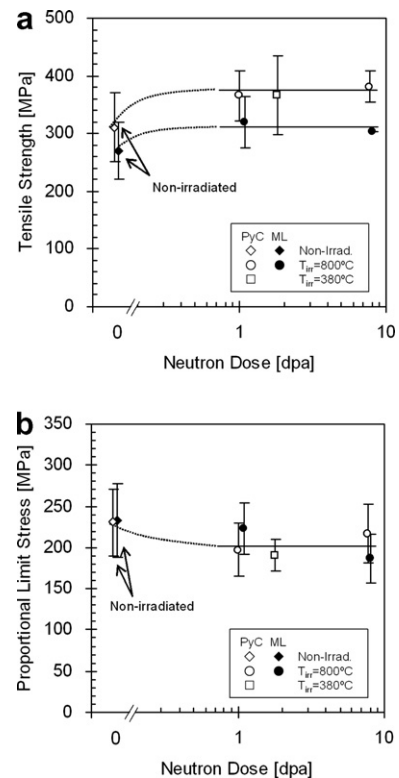 a
Tensile Strength [MPa]
500
400
300
200
100
0
Non-irradiated
PyC ML
Non-Irrad.
Tirr=800ºC
Tirr=380ºC
0 1 10
Neutron Dose [dpa]
b
Proportional Limit Stress [MPa]
350
300
250
200
150
100
50
0
Non-irradiated
PyC ML
Non-Irrad.
Tirr=800ºC
Tirr=380ºC
0 1 10
Neutron Dose [dpa]